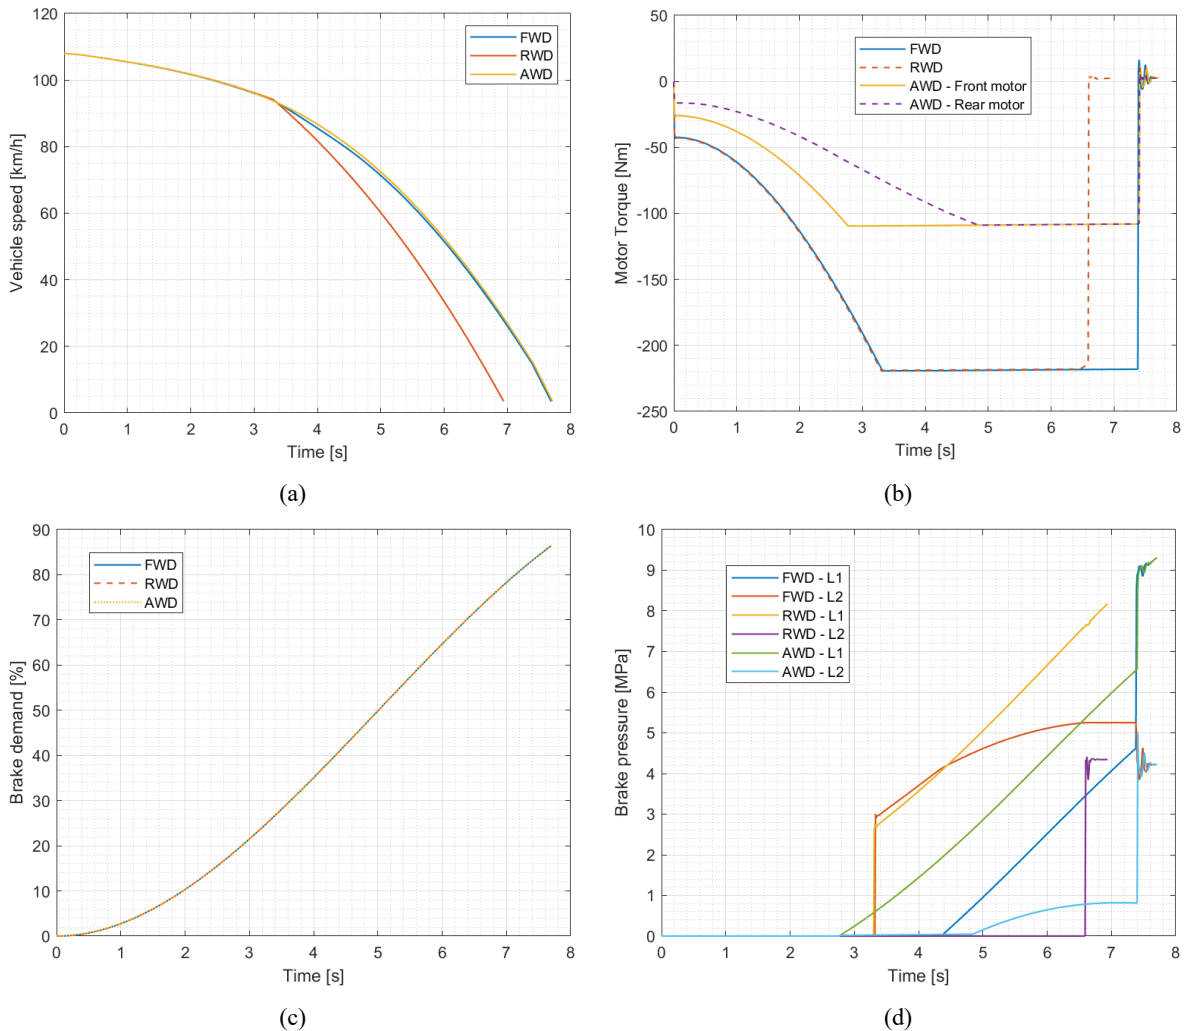 FWD
RWD
AWD
120
100
80
60
40
20
0
0 1 2 3 4 5 6 7 8
Vehicle speed [km/h]
Time [s]
(a)
FWD
RWD
AWD - Front motor
AWD - Rear motor
50
0
-50
-100
-150
-200
-250
0 1 2 3 4 5 6 7 8
Motor Torque [Nm]
Time [s]
(b)
FWD
RWD
AWD
90
80
70
60
50
40
30
20
10
0
0 1 2 3 4 5 6 7 8
Brake demand [%]
Time [s]
(c)
FWD - L1
FWD - L2
RWD - L1
RWD - L2
AWD - L1
AWD - L2
10
9
8
7
6
5
4
3
2
1
0
0 1 2 3 4 5 6 7 8
Brake pressure [MPa]
Time [s]
(d)